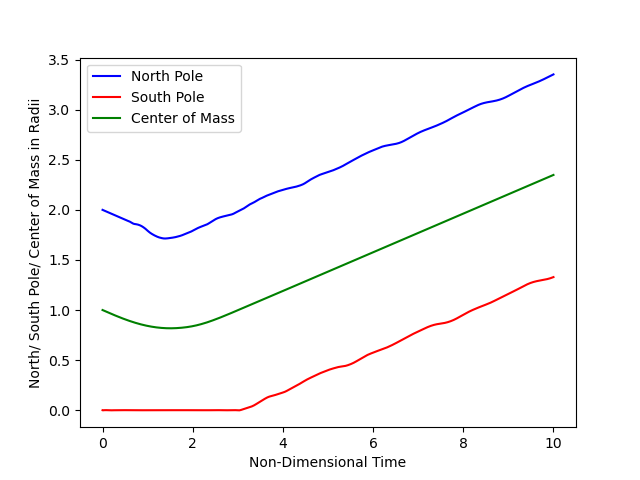 North/ South Pole/ Center of Mass in Radii
3.5
3.0
2.5
2.0
1.5
1.0
0.5
0.0
North Pole
South Pole
Center of Mass
0 2 4 6 8 10
Non-Dimensional Time